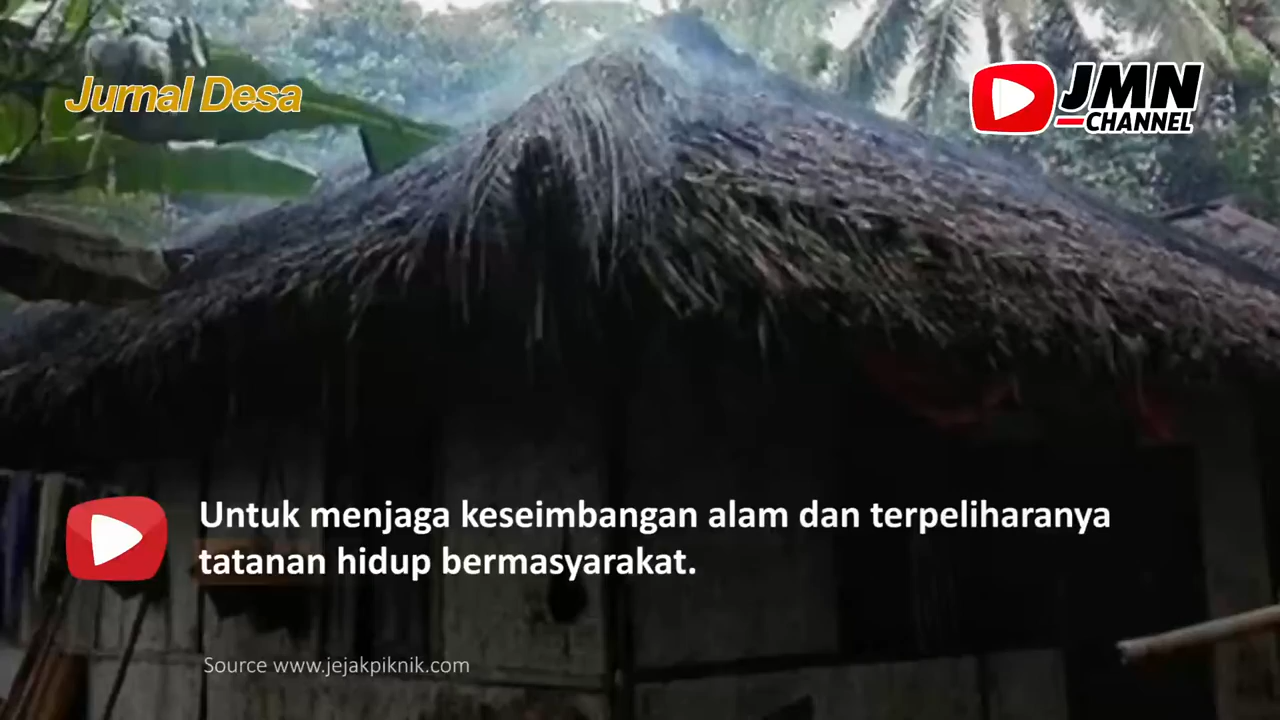 Jurnal Desa
JMN
CHANNEL
Untuk menjaga keseimbangan alam dan terpeliharanya
tatanan hidup bermasyarakat.
Source www.jejakpiknik.com